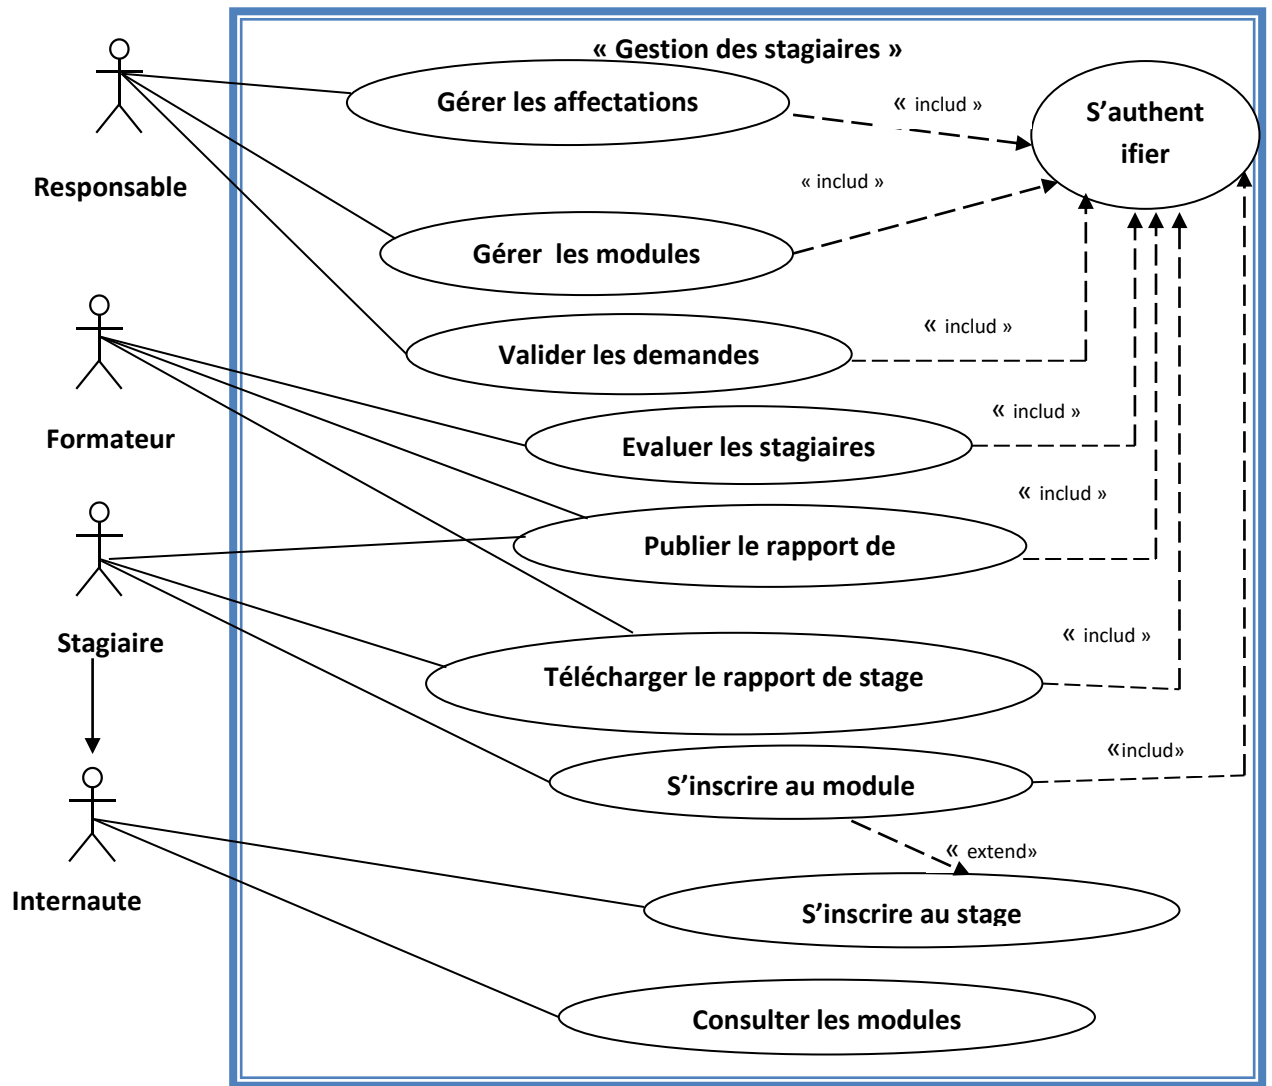 « Gestion des stagiaires »
Gérer les affectations
« includ »
S’authent
ifier
Responsable
« includ »
Gérer  les modules
« includ »
Valider les demandes
Formateur
« includ »
Evaluer les stagiaires
« includ »
Publier le rapport de
Stagiaire
« includ »
Télécharger le rapport de stage
«includ»
S’inscrire au module
« extend»
Internaute
S’inscrire au stage
Consulter les modules